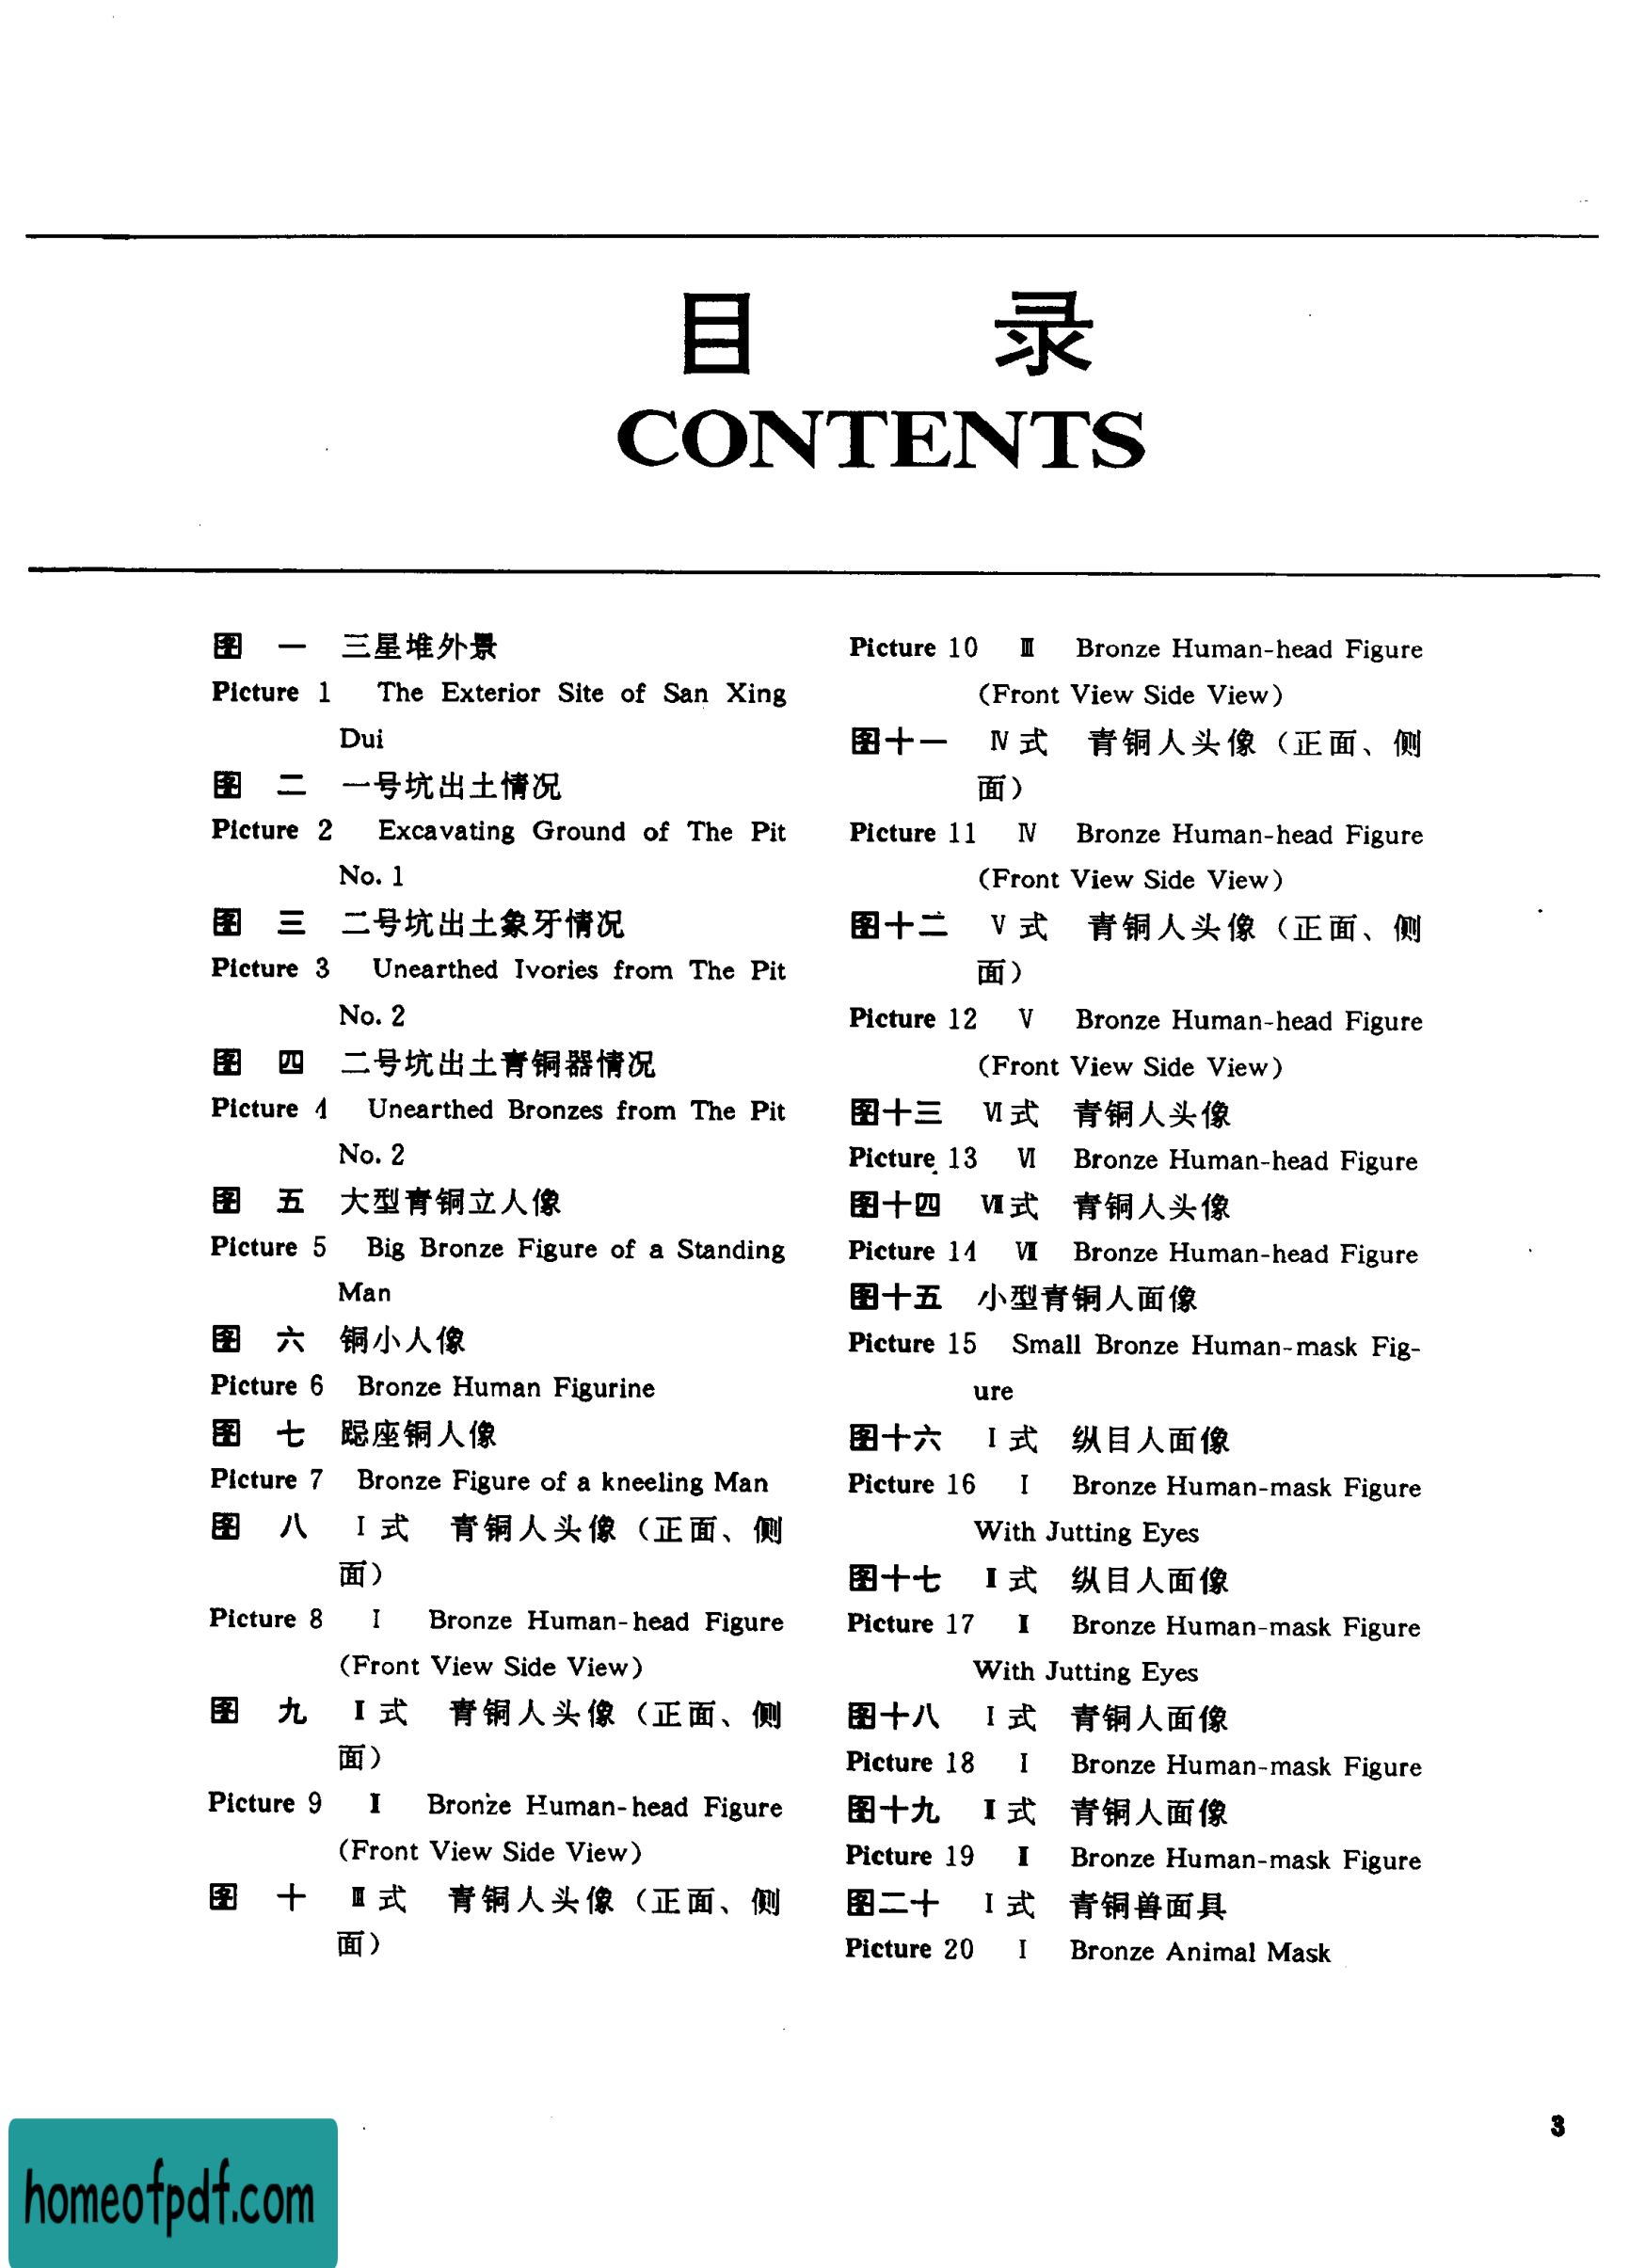 目 录
CONTENTS
图 一 三星堆外景
Picture 1 The Exterior Site of San Xing
Dui
图 二 一号坑出土情况
Picture 2 Excavating Ground of The Pit
No. 1
图 三 二号坑出土象牙情况
Picture 3 Unearthed Ivories from The Pit
No. 2
图 四 二号坑出土青铜器情况
Picture 4 Unearthed Bronzes from The Pit
No. 2
图 五 大型青铜立人像
Picture 5 Big Bronze Figure of a Standing
Man
图 六 铜小人像
Picture 6 Bronze Human Figurine
图 七 跽座铜人像
Picture 7 Bronze Figure of a kneeling Man
图 八 Ⅰ式 青铜人头像（正面、侧
面）
Picture 8 Ⅰ Bronze Human-head Figure
(Front View Side View)
图 九 Ⅱ式 青铜人头像（正面、侧
面）
Picture 9 Ⅱ Bronze Human-head Figure
(Front View Side View)
图 十 Ⅲ式 青铜人头像（正面、侧
面）
Picture 10 Ⅲ Bronze Human-head Figure
(Front View Side View)
图十一 Ⅳ式 青铜人头像（正面、侧
面）
Picture 11 Ⅳ Bronze Human-head Figure
(Front View Side View)
图十二 Ⅴ式 青铜人头像（正面、侧
面）
Picture 12 Ⅴ Bronze Human-head Figure
(Front View Side View)
图十三 Ⅵ式 青铜人头像
Picture 13 Ⅵ Bronze Human-head Figure
图十四 Ⅶ式 青铜人头像
Picture 14 Ⅶ Bronze Human-head Figure
图十五 小型青铜人面像
Picture 15 Small Bronze Human-mask Fig-
ure
图十六 Ⅰ式 纵目人面像
Picture 16 Ⅰ Bronze Human-mask Figure
With Jutting Eyes
图十七 Ⅱ式 纵目人面像
Picture 17 Ⅱ Bronze Human-mask Figure
With Jutting Eyes
图十八 Ⅰ式 青铜人面像
Picture 18 Ⅰ Bronze Human-mask Figure
图十九 Ⅱ式 青铜人面像
Picture 19 Ⅱ Bronze Human-mask Figure
图二十 Ⅰ式 青铜兽面具
Picture 20 Ⅰ Bronze Animal Mask
3
homeofpdf.com